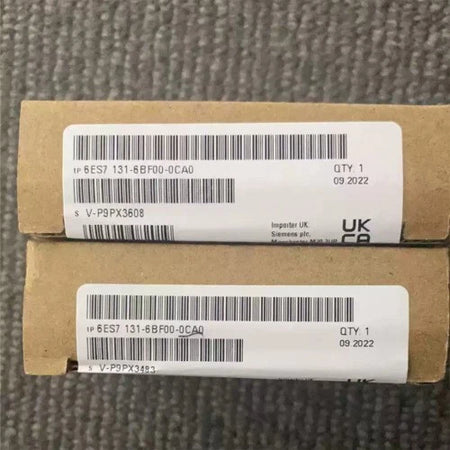 1P 6ES7 131-6BF00-0CA0
QTY. 1
09.2022
S V-P9PX3608
Importer UK:
Siemens plc.
UK
CA
1P 6ES7 131-6BF00-0CA0
QTY. 1
09.2022
S V-P9PX3483